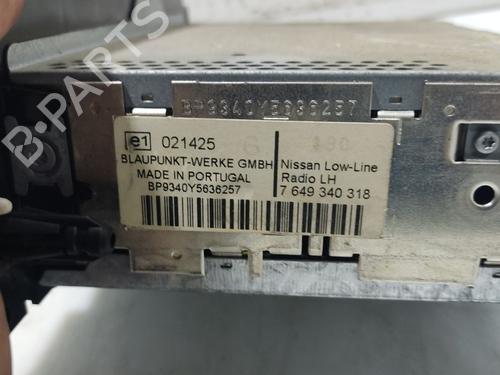 B-PARTS
BP9340Y5636257
e1 021425
BLAUPUNKT-WERKE GMBH
MADE IN PORTUGAL
BP9340Y5636257
Nissan Low-Line
Radio LH
7 649 340 318